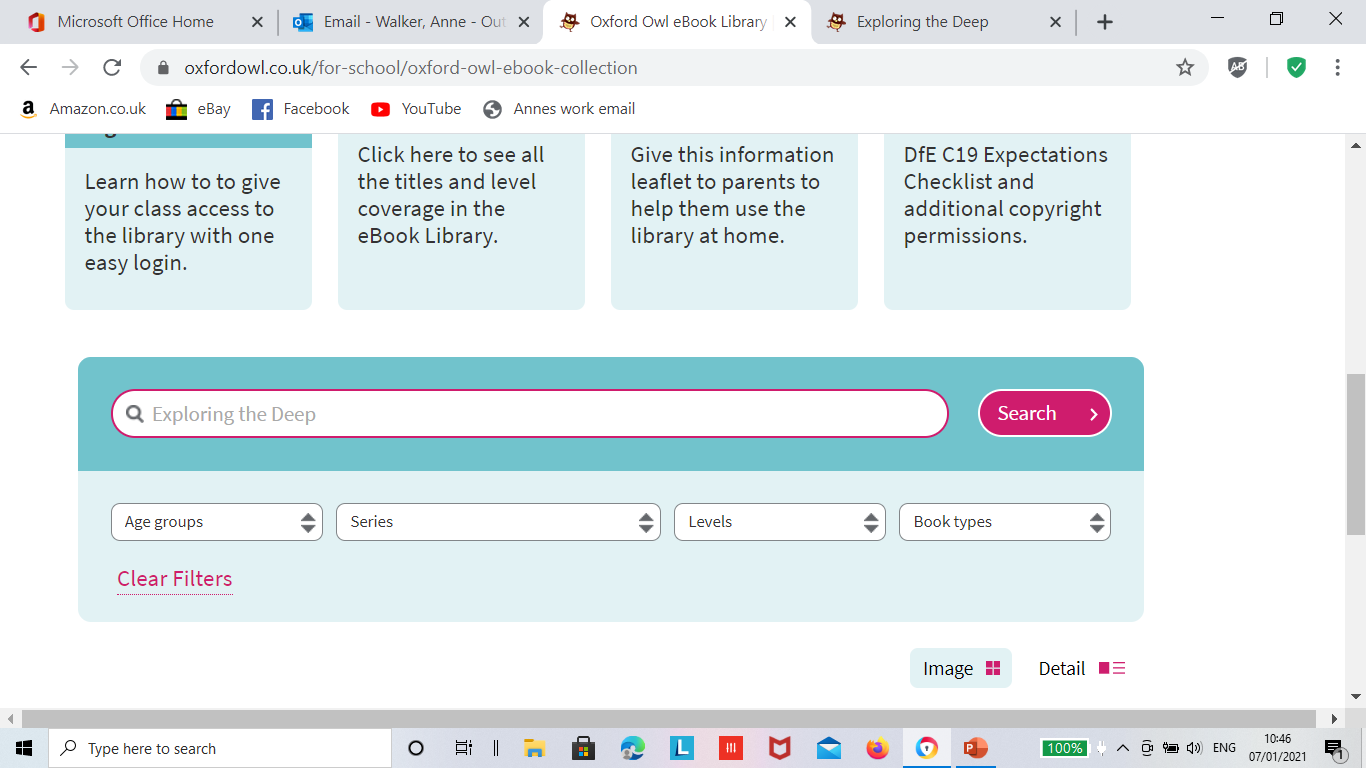 Microsoft Office Home
Email - Walker, Anne - Out
Oxford Owl eBook Library
Exploring the Deep
oxfordowl.co.uk/for-school/oxford-owl-ebook-collection
Amazon.co.uk
eBay
Facebook
YouTube
Annes work email
Learn how to to give
your class access to
the library with one
easy login.
Click here to see all
the titles and level
coverage in the
eBook Library.
Give this information
leaflet to parents to
help them use the
library at home.
DfE C19 Expectations
Checklist and
additional copyright
permissions.
Exploring the Deep
Search
Age groups
Series
Levels
Book types
Clear Filters
Image
Detail
Type here to search
100%
ENG
10:46
07/01/2021
1